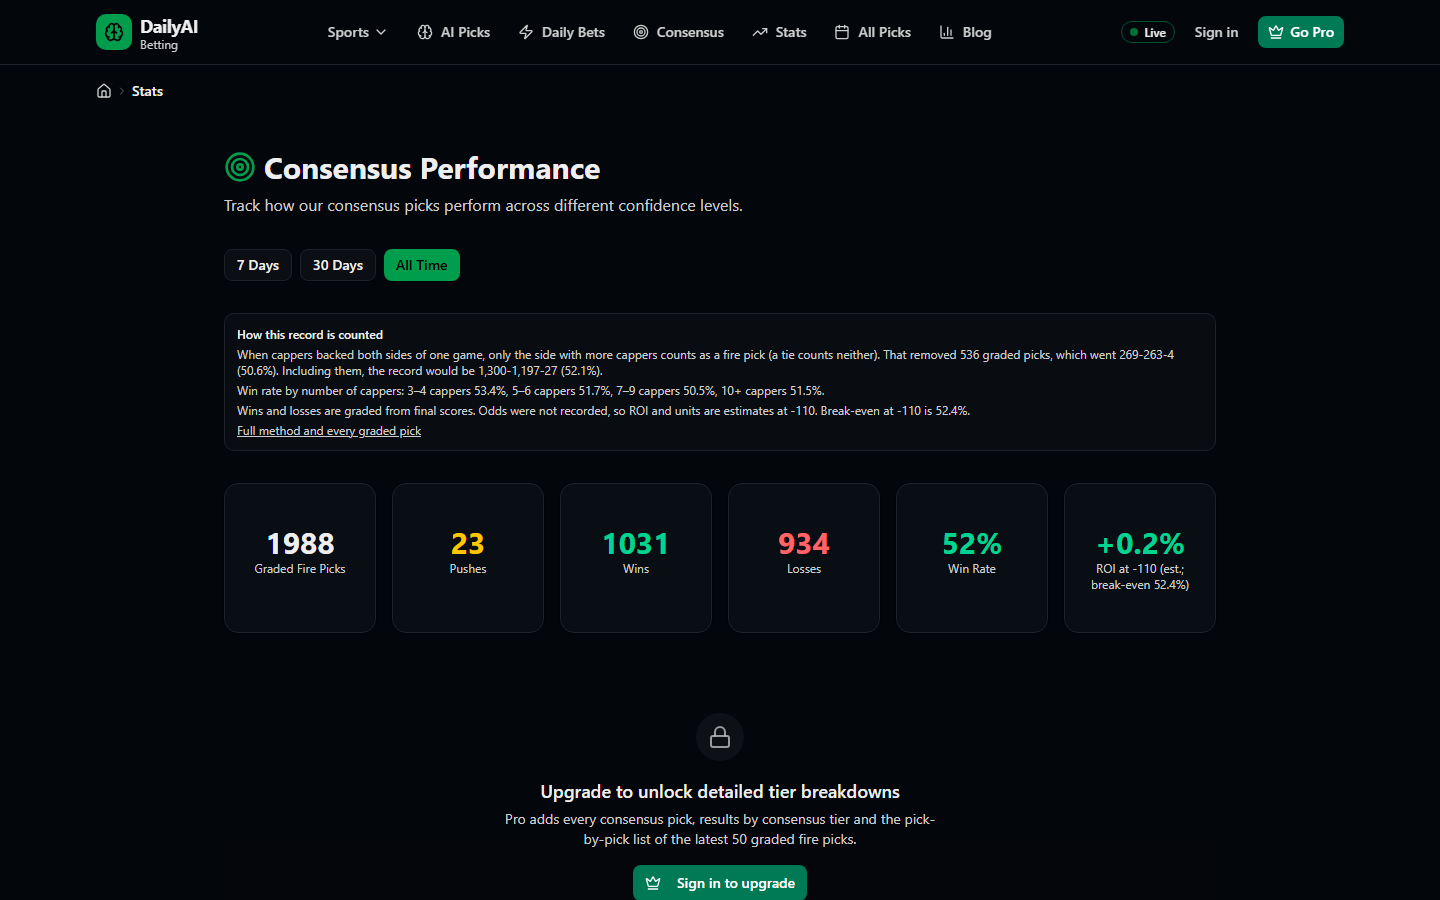 DailyAI
Betting
Sports
AI Picks
Daily Bets
Consensus
Stats
All Picks
Blog
Live
Sign in
Go Pro
Stats
Consensus Performance
Track how our consensus picks perform across different confidence levels.
7 Days
30 Days
All Time
How this record is counted
When cappers backed both sides of one game, only the side with more cappers counts as a fire pick (a tie counts neither). That removed 536 graded picks, which went 269-263-4
(50.6%). Including them, the record would be 1,300-1,197-27 (52.1%).
Win rate by number of cappers: 3–4 cappers 53.4%, 5–6 cappers 51.7%, 7–9 cappers 50.5%, 10+ cappers 51.5%.
Wins and losses are graded from final scores. Odds were not recorded, so ROI and units are estimates at -110. Break-even at -110 is 52.4%.
Full method and every graded pick
1988
Graded Fire Picks
23
Pushes
1031
Wins
934
Losses
52%
Win Rate
+0.2%
ROI at -110 (est.;
break-even 52.4%)
Upgrade to unlock detailed tier breakdowns
Pro adds every consensus pick, results by consensus tier and the pick-
by-pick list of the latest 50 graded fire picks.
Sign in to upgrade